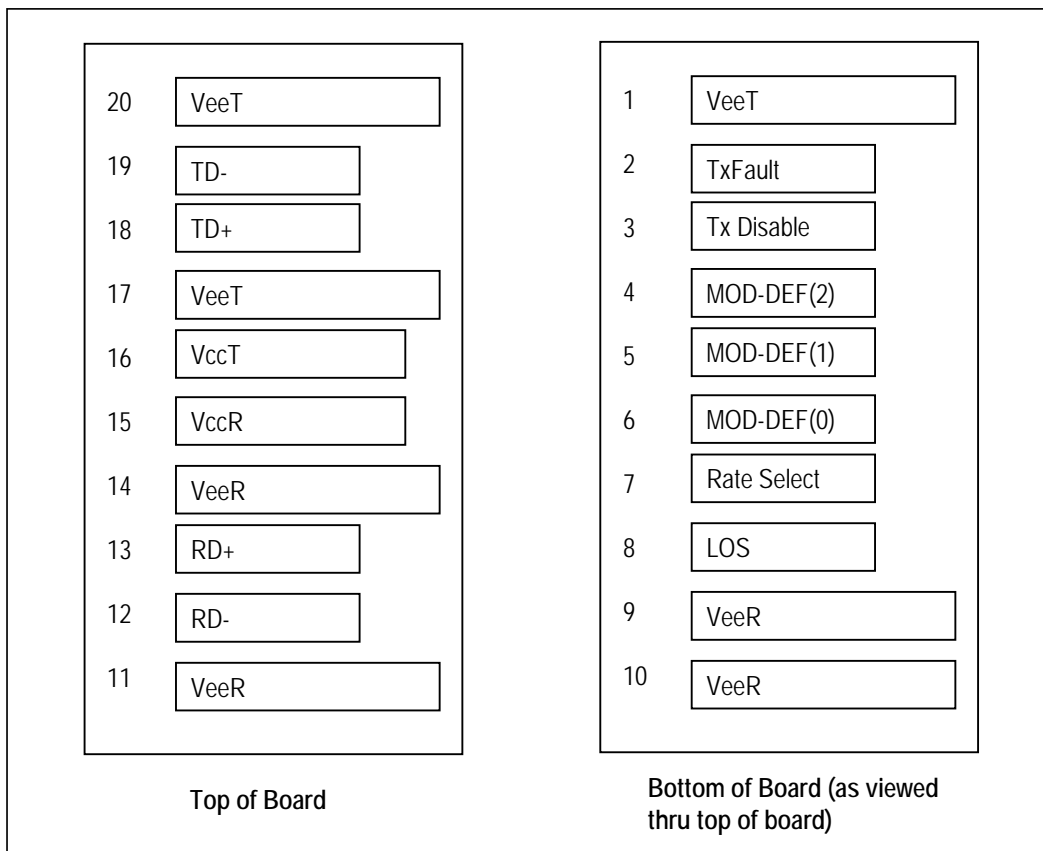 20 VeeT
19 TD-
18 TD+
17 VeeT
16 VccT
15 VccR
14 VeeR
13 RD+
12 RD-
11 VeeR
Top of Board
1 VeeT
2 TxFault
3 Tx Disable
4 MOD-DEF(2)
5 MOD-DEF(1)
6 MOD-DEF(0)
7 Rate Select
8 LOS
9 VeeR
10 VeeR
Bottom of Board (as viewed
thru top of board)